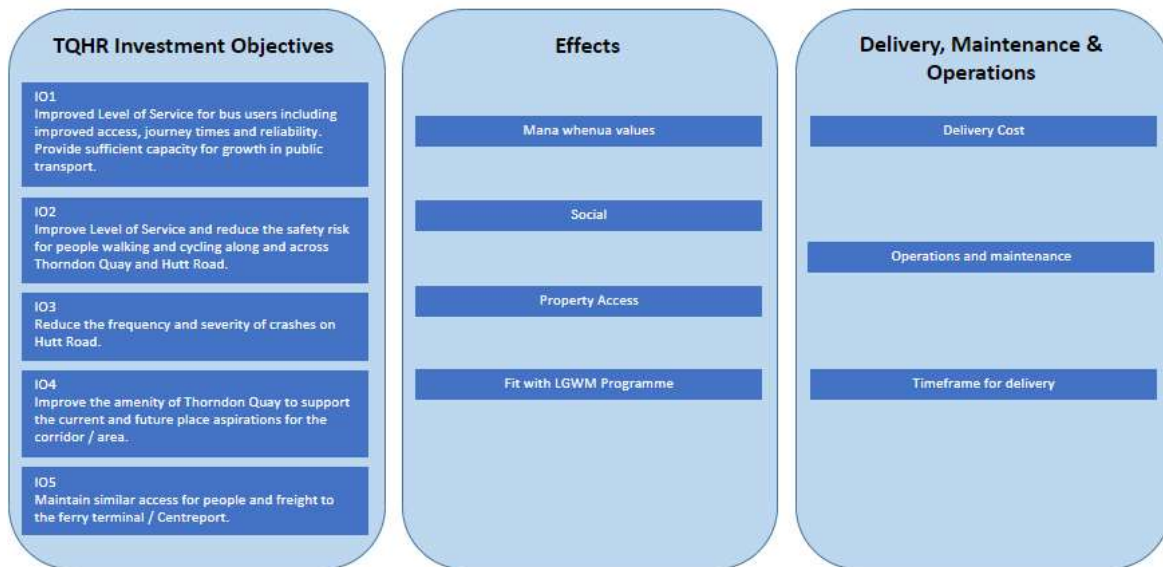 TQHR Investment Objectives
IO1
Improved Level of Service for bus users including
improved access, journey times and reliability.
Provide sufficient capacity for growth in public
transport.
IO2
Improve Level of Service and reduce the safety risk
for people walking and cycling along and across
Thorndon Quay and Hutt Road.
IO3
Reduce the frequency and severity of crashes on
Hutt Road.
IO4
Improve the amenity of Thorndon Quay to support
the current and future place aspirations for the
corridor / area.
IO5
Maintain similar access for people and freight to
the ferry terminal / Centreport.
Effects
Mana whenua values
Social
Property Access
Fit with LGWM Programme
Delivery, Maintenance &
Operations
Delivery Cost
Operations and maintenance
Timeframe for delivery